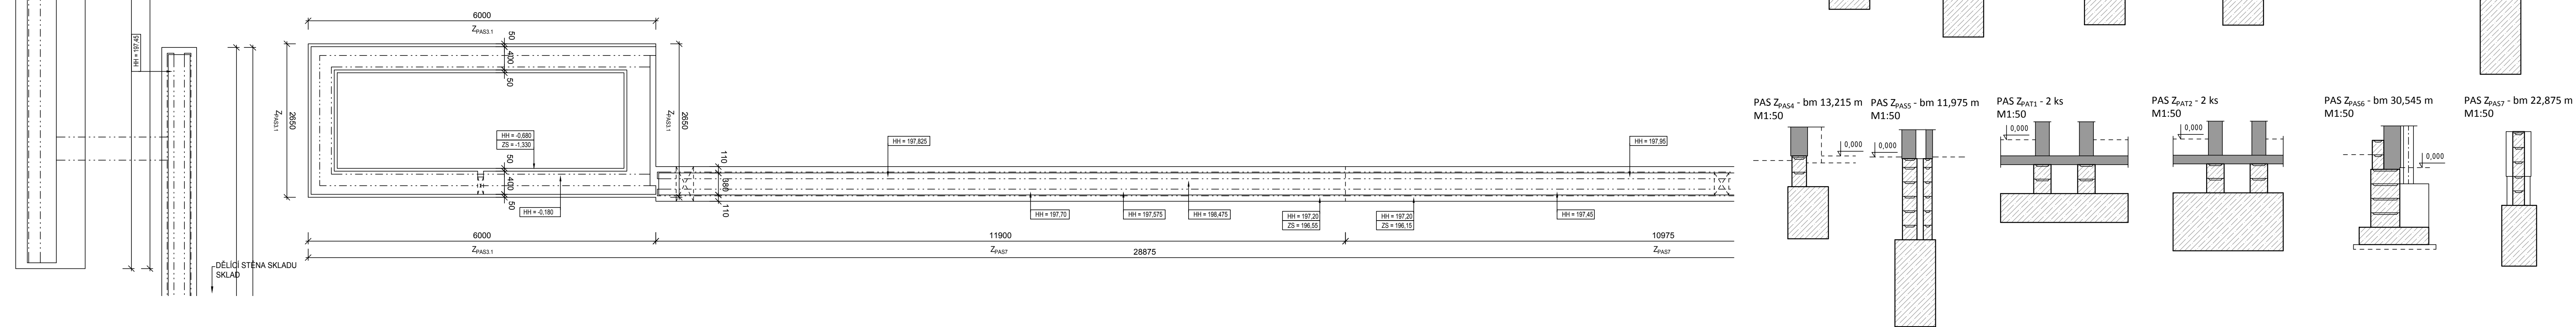 HH = 197,45
DĚLÍCÍ STĚNA SKLADU
SKLAD
6000
ZPAS3.1
50
400
50
2650
ZPAS3.1
2650
ZPAS3.1
HH = -0,680
ZS = -1,330
50
400
50
HH = -0,180
110
380
110
HH = 197,825
HH = 197,95
HH = 197,70
HH = 197,575
HH = 198,475
HH = 197,20
ZS = 196,55
HH = 197,20
ZS = 196,15
HH = 197,45
6000
11900
10975
ZPAS3.1
ZPAS7
28875
ZPAS7
PAS ZPAS4 - bm 13,215 m
M1:50
0,000
PAS ZPAS5 - bm 11,975 m
M1:50
0,000
PAS ZPAT1 - 2 ks
M1:50
0,000
PAS ZPAT2 - 2 ks
M1:50
0,000
PAS ZPAS6 - bm 30,545 m
M1:50
0,000
PAS ZPAS7 - bm 22,875 m
M1:50